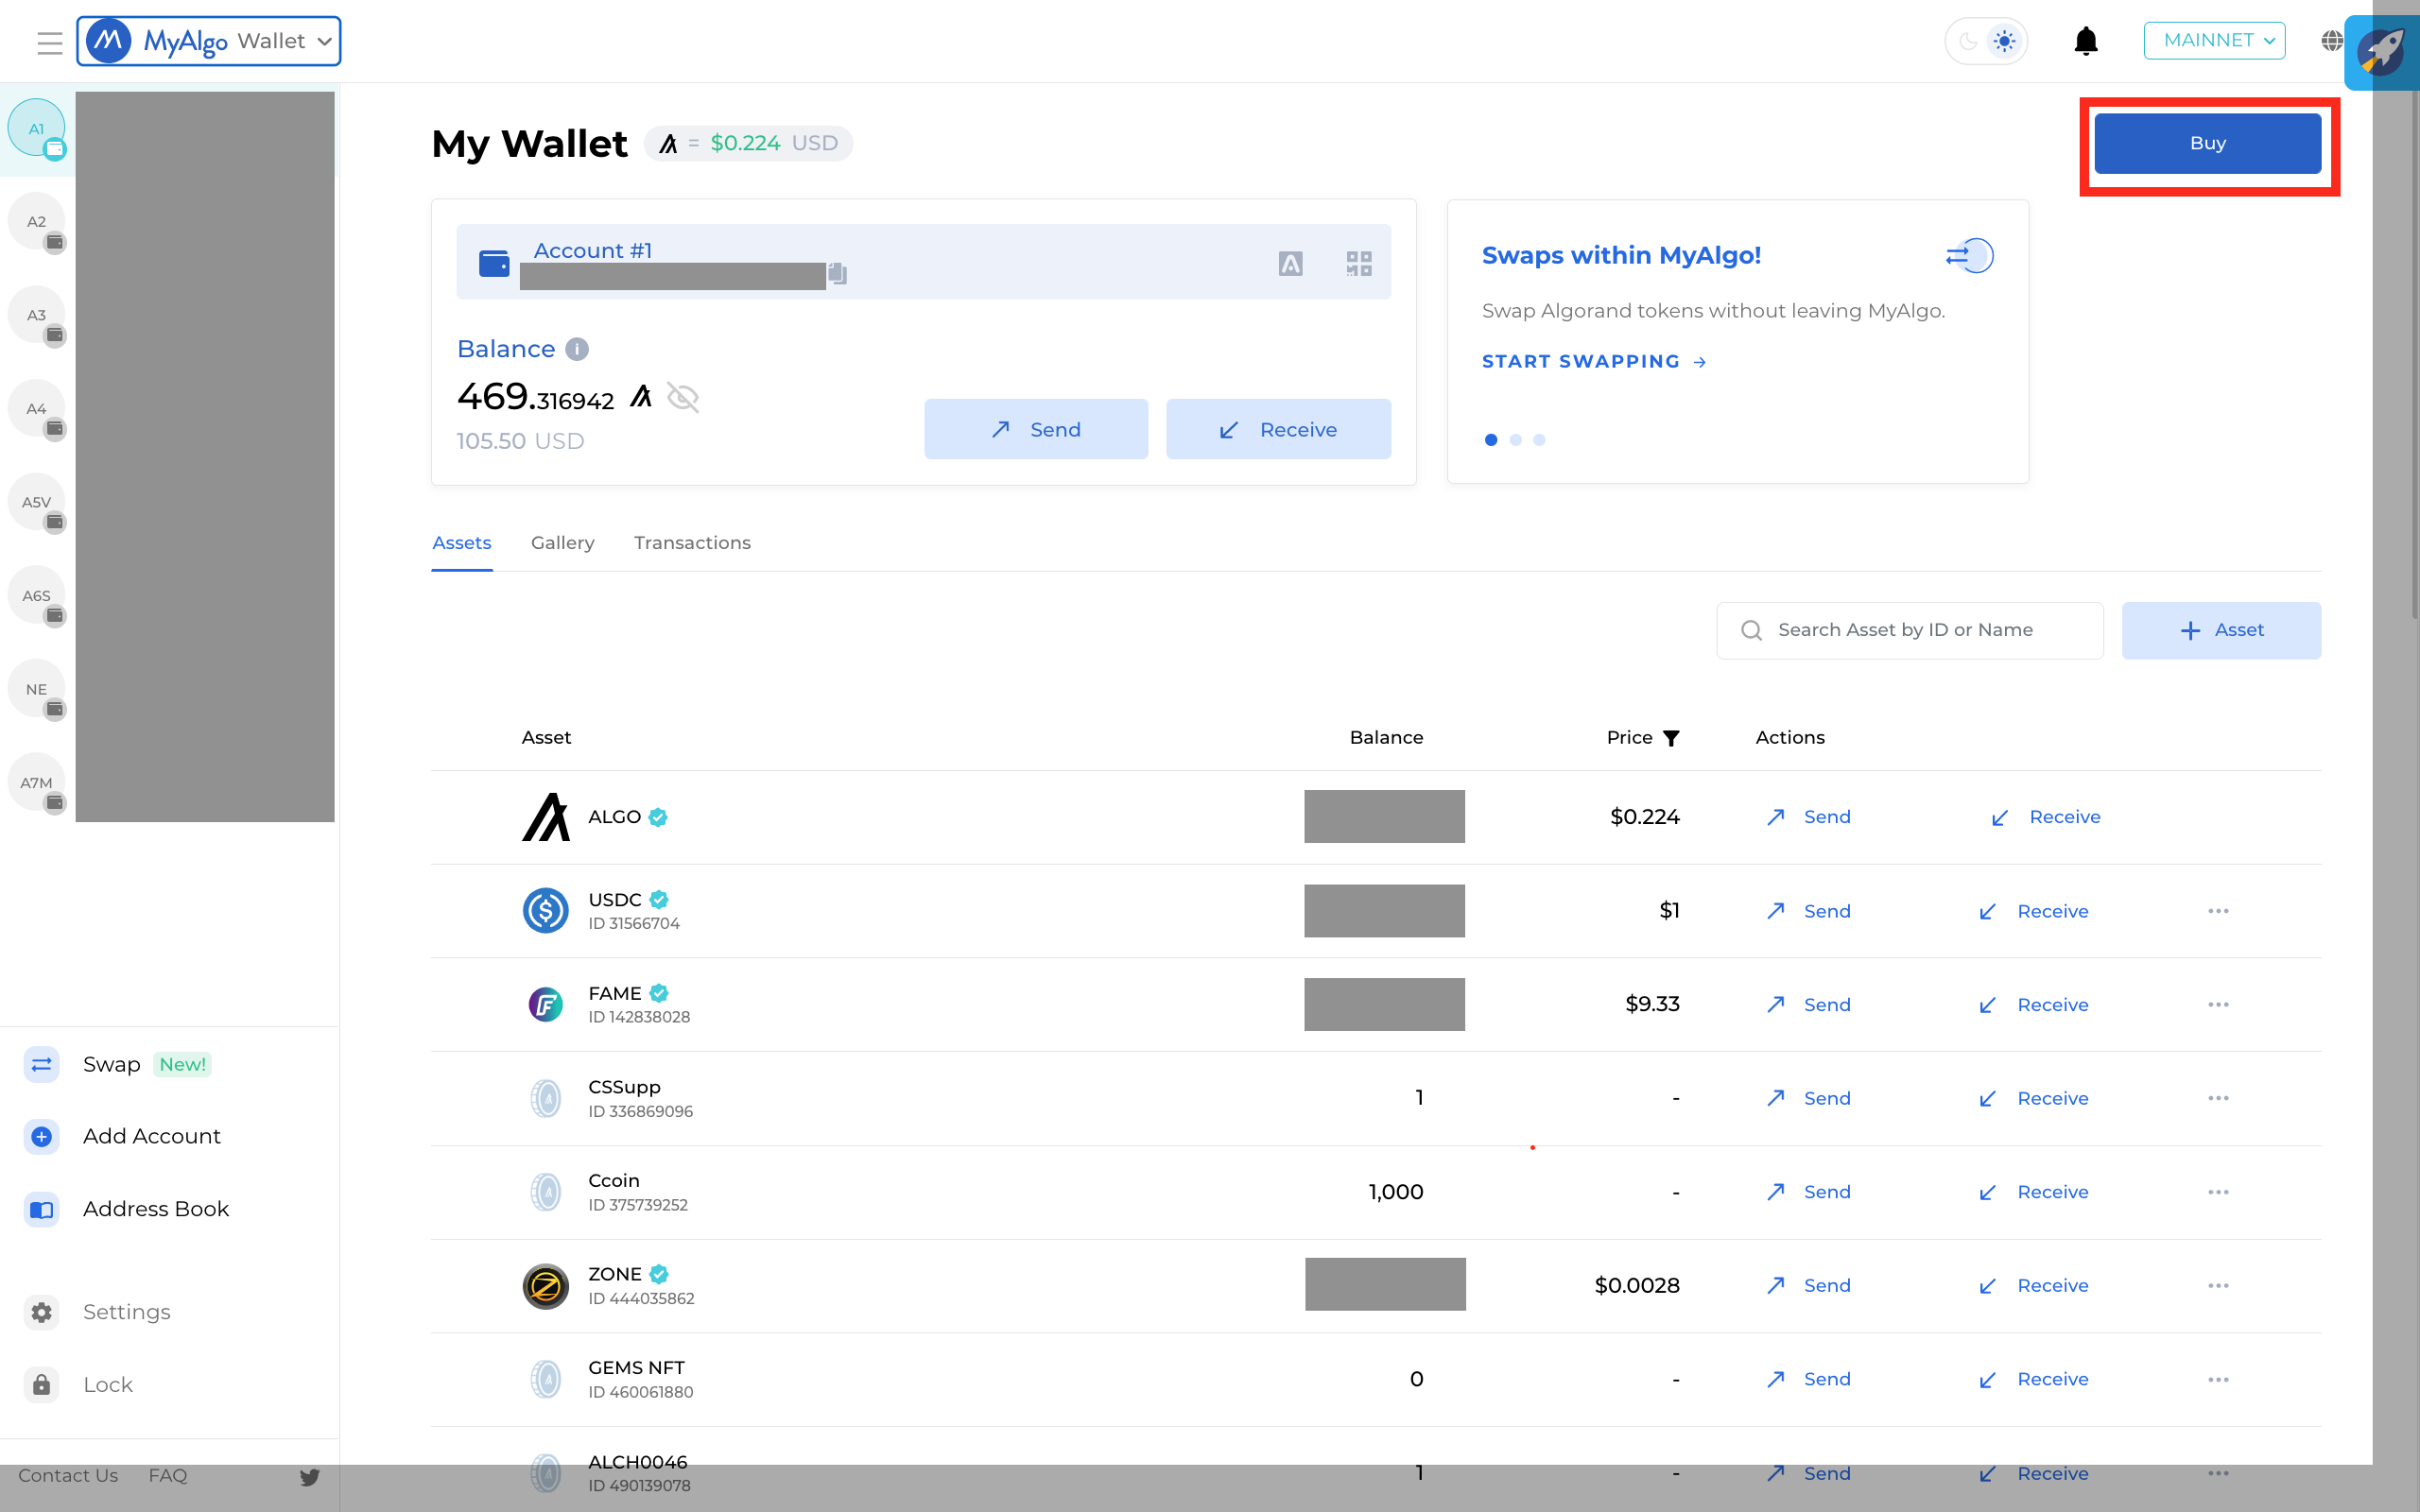 MyAlgo Wallet
MAINNET
A1
A2
A3
A4
A5V
A6S
NE
A7M
My Wallet = $0.224 USD
Buy
Account #1
Balance i
469.316942
105.50 USD
Send
Receive
Swaps within MyAlgo!
Swap Algorand tokens without leaving MyAlgo.
START SWAPPING →
Assets Gallery Transactions
Search Asset by ID or Name
+ Asset
Asset Balance Price Actions
ALGO $0.224 Send Receive
USDC $1 Send Receive ...
ID 31566704
FAME $9.33 Send Receive ...
ID 142838028
CSSupp 1 - Send Receive ...
ID 336869096
Ccoin 1,000 - Send Receive ...
ID 375739252
ZONE $0.0028 Send Receive ...
ID 444035862
GEMS NFT 0 - Send Receive ...
ID 460061880
ALCH0046 1 - Send Receive ...
ID 490139078
Swap New!
Add Account
Address Book
Settings
Lock
Contact Us FAQ